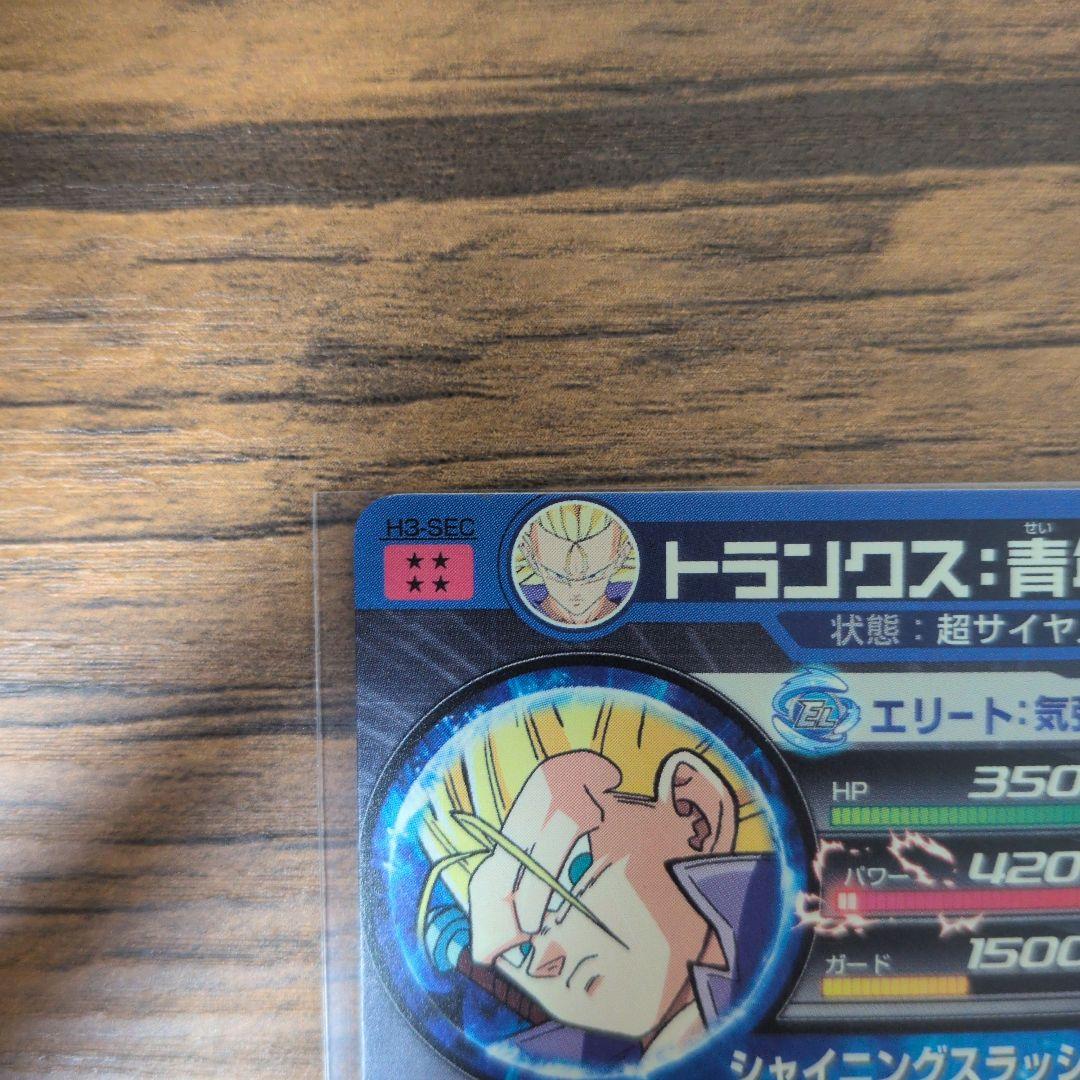 H3-SEC
せい
トランクス:青
状態:超サイヤ
EL エリート:気
HP 350
パワー 420
ガード 1500
シャイニングスラッシ